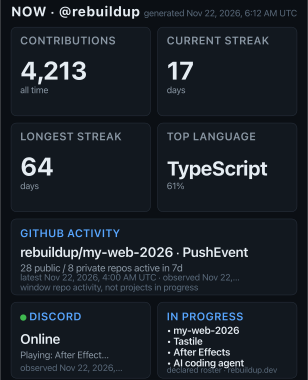 NOW · @rebuildup generated Nov 22, 2026, 6:12 AM UTC
CONTRIBUTIONS
4,213
all time
CURRENT STREAK
17
days
LONGEST STREAK
64
days
TOP LANGUAGE
TypeScript
61%
GITHUB ACTIVITY
rebuildup/my-web-2026 · PushEvent
28 public / 8 private repos active in 7d
latest Nov 22, 2026, 4:00 AM UTC · observed Nov 22,...
window repo activity, not projects in progress
DISCORD
Online
Playing: After Effect...
observed Nov 22, 2026,...
IN PROGRESS
• my-web-2026
• Tastile
• After Effects
• AI coding agent
declared roster · rebuildup.dev